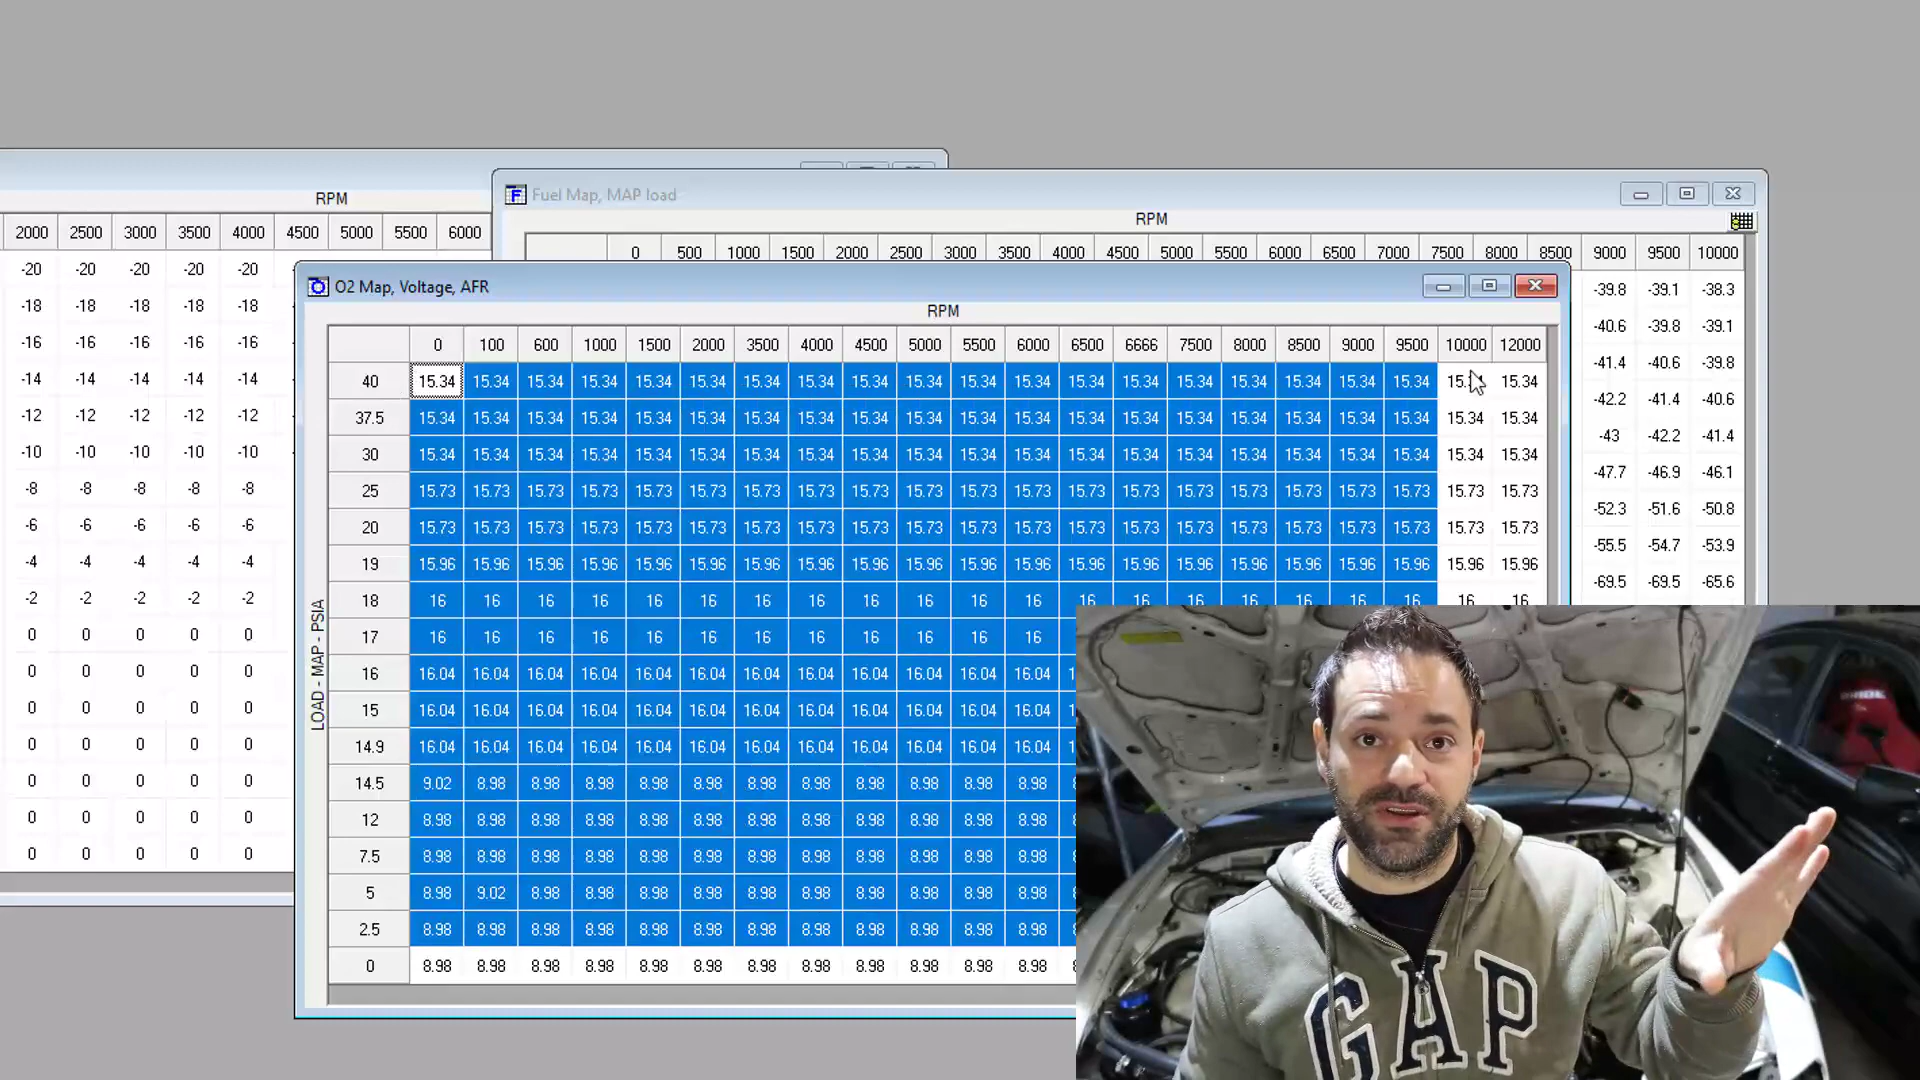 RPM
2000 2500 3000 3500 4000 4500 5000 5500 6000
-20 -20 -20 -20 -20
-18 -18 -18 -18 -18
-16 -16 -16 -16 -16
-14 -14 -14 -14 -14
-12 -12 -12 -12 -12
-10 -10 -10 -10 -10
-8 -8 -8 -8 -8
-6 -6 -6 -6 -6
-4 -4 -4 -4 -4
-2 -2 -2 -2 -2
0 0 0 0 0
0 0 0 0 0
0 0 0 0 0
0 0 0 0 0
0 0 0 0 0
0 0 0 0 0
0 0 0 0 0
F Fuel Map, MAP load
RPM
0 500 1000 1500 2000 2500 3000 3500 4000 4500 5000 5500 6000 6500 7000 7500 8000 8500 9000 9500 10000
-39.8 -39.1 -38.3
-40.6 -39.8 -39.1
-41.4 -40.6 -39.8
-42.2 -41.4 -40.6
-43 -42.2 -41.4
-47.7 -46.9 -46.1
-52.3 -51.6 -50.8
-55.5 -54.7 -53.9
-69.5 -69.5 -65.6
O2 Map, Voltage, AFR
RPM
LOAD - MAP - PSIA
0 100 600 1000 1500 2000 3500 4000 4500 5000 5500 6000 6500 6666 7500 8000 8500 9000 9500 10000 12000
40 15.34 15.34 15.34 15.34 15.34 15.34 15.34 15.34 15.34 15.34 15.34 15.34 15.34 15.34 15.34 15.34 15.34 15.34 15.34 15.34
37.5 15.34 15.34 15.34 15.34 15.34 15.34 15.34 15.34 15.34 15.34 15.34 15.34 15.34 15.34 15.34 15.34 15.34 15.34 15.34 15.34 15.34
30 15.34 15.34 15.34 15.34 15.34 15.34 15.34 15.34 15.34 15.34 15.34 15.34 15.34 15.34 15.34 15.34 15.34 15.34 15.34 15.34 15.34
25 15.73 15.73 15.73 15.73 15.73 15.73 15.73 15.73 15.73 15.73 15.73 15.73 15.73 15.73 15.73 15.73 15.73 15.73 15.73 15.73 15.73
20 15.73 15.73 15.73 15.73 15.73 15.73 15.73 15.73 15.73 15.73 15.73 15.73 15.73 15.73 15.73 15.73 15.73 15.73 15.73 15.73 15.73
19 15.96 15.96 15.96 15.96 15.96 15.96 15.96 15.96 15.96 15.96 15.96 15.96 15.96 15.96 15.96 15.96 15.96 15.96 15.96 15.96 15.96
18 16 16 16 16 16 16 16 16 16 16 16 16 16 16 16 16 16 16 16 16 16
17 16 16 16 16 16 16 16 16 16 16 16 16
16 16.04 16.04 16.04 16.04 16.04 16.04 16.04 16.04 16.04 16.04 16.04 16.04
15 16.04 16.04 16.04 16.04 16.04 16.04 16.04 16.04 16.04 16.04 16.04 16.04
14.9 16.04 16.04 16.04 16.04 16.04 16.04 16.04 16.04 16.04 16.04 16.04 16.04
14.5 9.02 8.98 8.98 8.98 8.98 8.98 8.98 8.98 8.98 8.98 8.98 8.98
12 8.98 8.98 8.98 8.98 8.98 8.98 8.98 8.98 8.98 8.98 8.98 8.98
7.5 8.98 8.98 8.98 8.98 8.98 8.98 8.98 8.98 8.98 8.98 8.98 8.98
5 8.98 9.02 8.98 8.98 8.98 8.98 8.98 8.98 8.98 8.98 8.98 8.98
2.5 8.98 8.98 8.98 8.98 8.98 8.98 8.98 8.98 8.98 8.98 8.98 8.98
0 8.98 8.98 8.98 8.98 8.98 8.98 8.98 8.98 8.98 8.98 8.98 8.98
GAP